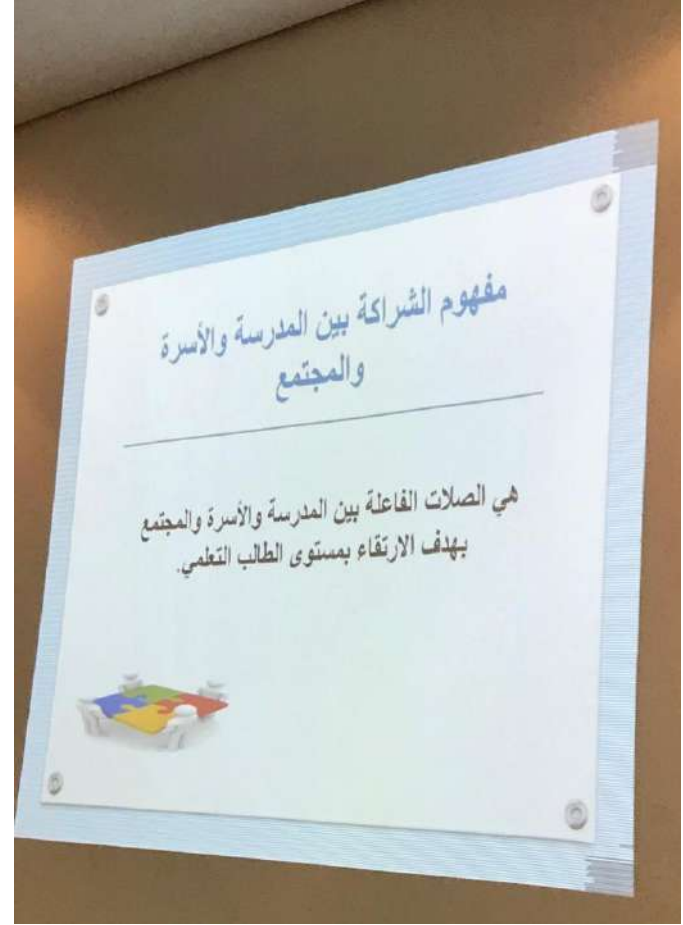 مفهوم الشراكة بين المدرسة والأسرة
والمجتمع
هي الصلات الفاعلة بين المدرسة والأسرة والمجتمع
بهدف الارتقاء بمستوى الطالب التعلمي.